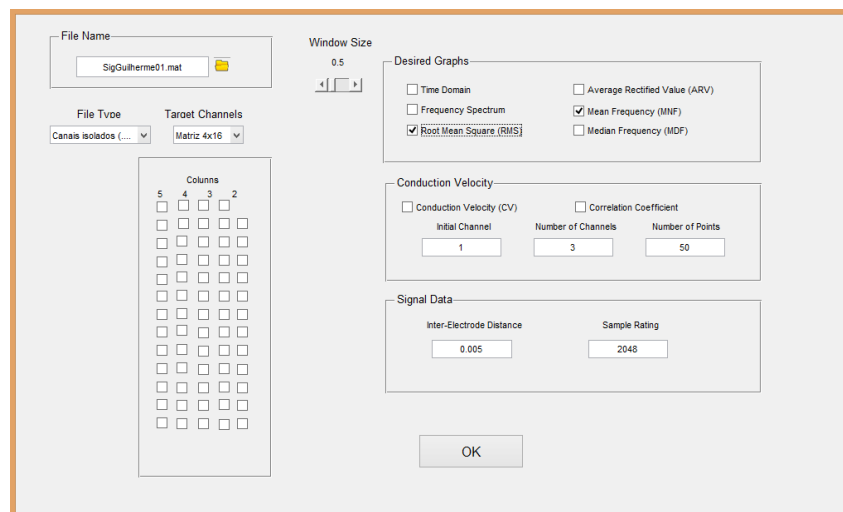 File Name
SigGuilherme01.mat
Window Size
0.5
File Type
Target Channels
Canais isolados (....
Matriz 4x16
Colunns
5 4 3 2
Desired Graphs
Time Domain
Average Rectified Value (ARV)
Frequency Spectrum
Mean Frequency (MNF)
Root Mean Square (RMS)
Median Frequency (MDF)
Conduction Velocity
Conduction Velocity (CV)
Correlation Coefficient
Initial Channel
Number of Channels
Number of Points
1
3
50
Signal Data
Inter-Electrode Distance
Sample Rating
0.005
2048
OK